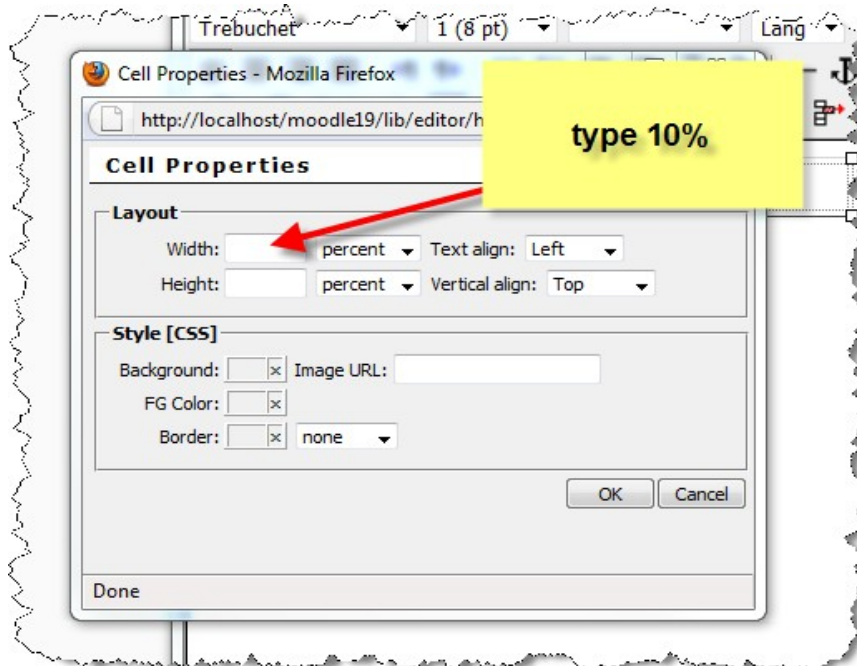 Trebuchet 1 (8 pt) Lang
Cell Properties - Mozilla Firefox
http://localhost/moodle19/lib/editor/h
type 10%
Cell Properties
Layout
Width: percent Text align: Left
Height: percent Vertical align: Top
Style [CSS]
Background: x Image URL:
FG Color: x
Border: x none
OK Cancel
Done